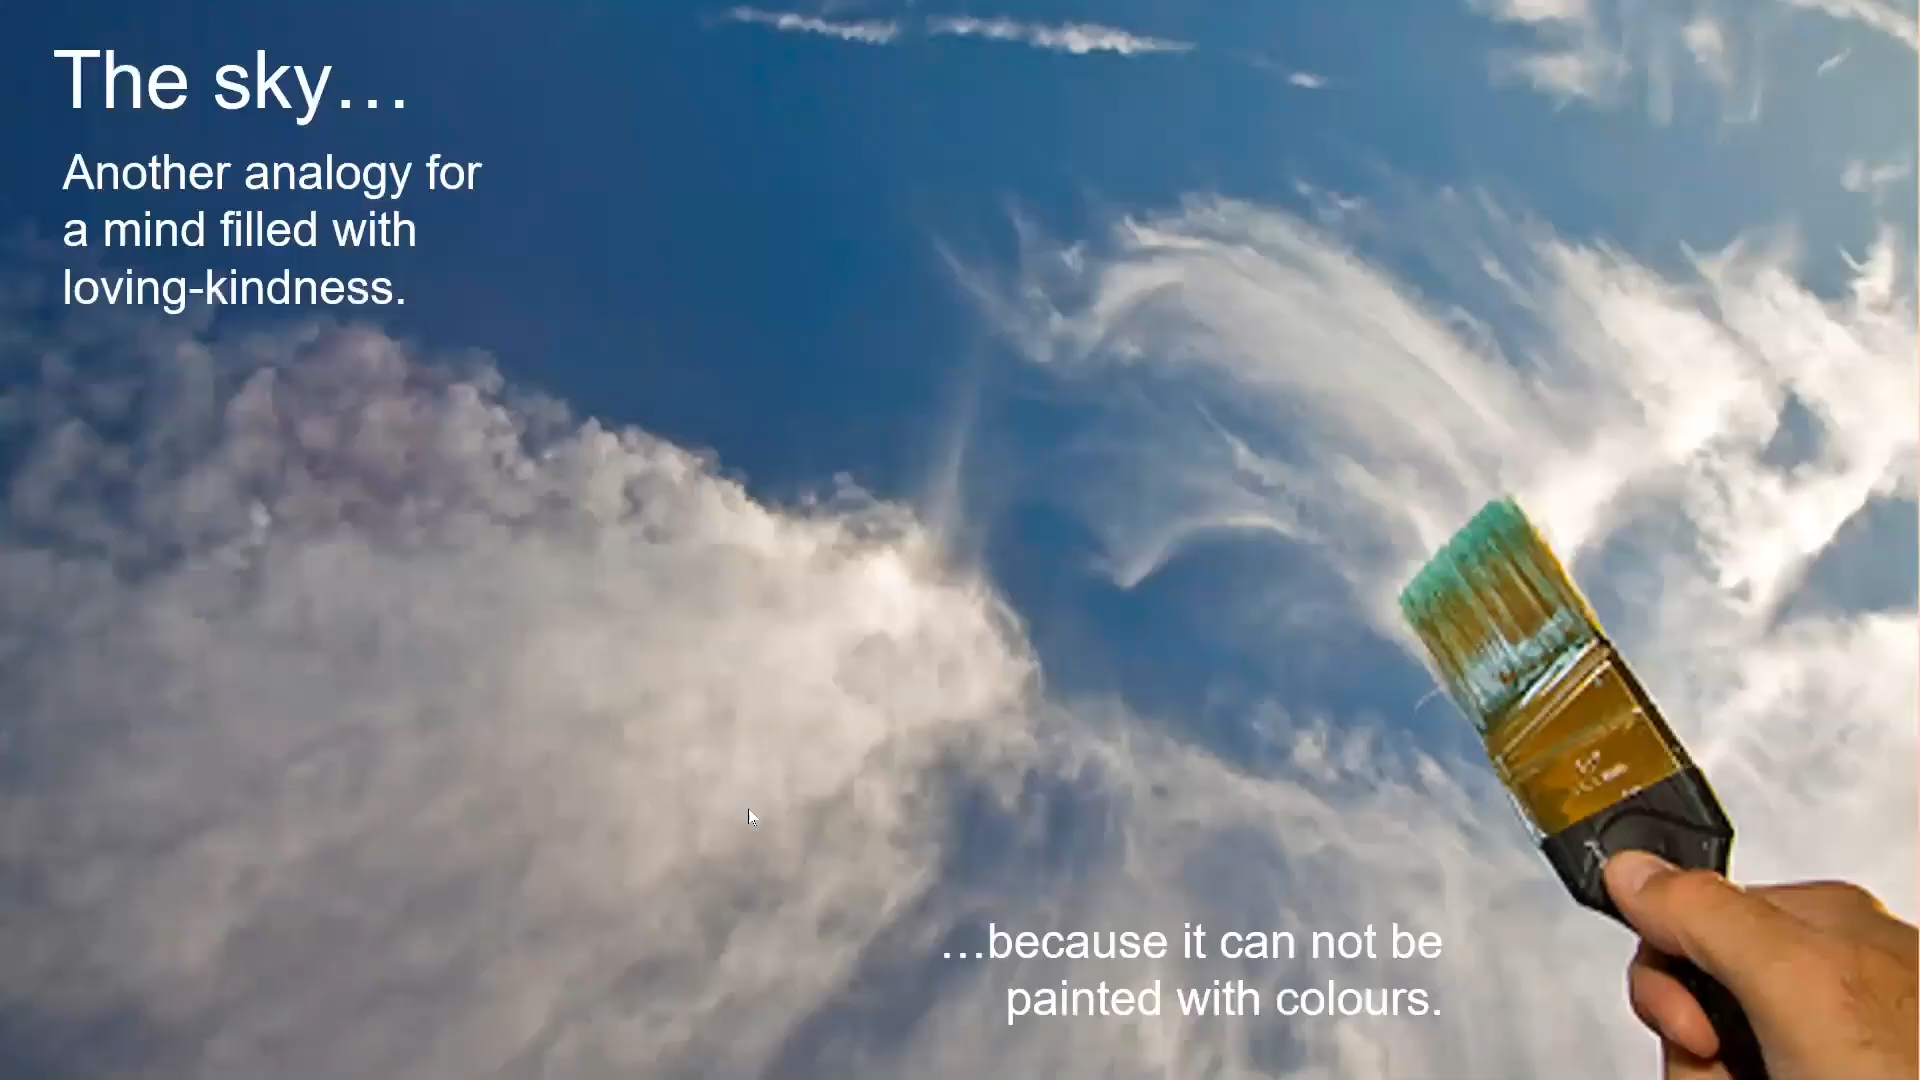 The sky…
Another analogy for
a mind filled with
loving-kindness.
…because it can not be
painted with colours.